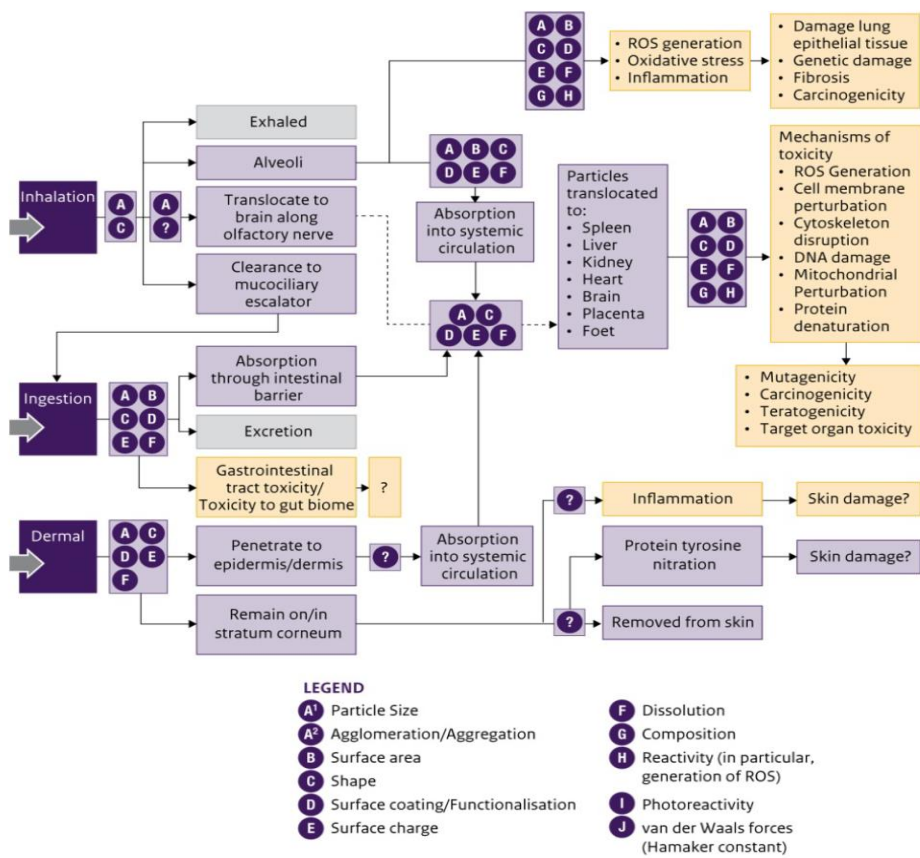 A B
C D
E F
G H
• ROS generation
• Oxidative stress
• Inflammation
• Damage lung
epithelial tissue
• Genetic damage
• Fibrosis
• Carcinogenicity
Inhalation
A
C
A
?
Exhaled
Alveoli
Translocate to
brain along
olfactory nerve
Clearance to
mucociliary
escalator
A B C
D E F
Absorption
into systemic
circulation
A C
D E F
Particles
translocated
to:
• Spleen
• Liver
• Kidney
• Heart
• Brain
• Placenta
• Foet
A B
C D
E F
G H
Mechanisms of
toxicity
• ROS Generation
• Cell membrane
perturbation
• Cytoskeleton
disruption
• DNA damage
• Mitochondrial
Perturbation
• Protein
denaturation
• Mutagenicity
• Carcinogenicity
• Teratogenicity
• Target organ toxicity
Ingestion
A B
C D
E F
Absorption
through intestinal
barrier
Excretion
Gastrointestinal
tract toxicity/
Toxicity to gut biome
?
Dermal
A C
D E
F
Penetrate to
epidermis/dermis
?
Absorption
into systemic
circulation
Remain on/in
stratum corneum
?
Inflammation
Skin damage?
Protein tyrosine
nitration
Skin damage?
?
Removed from skin
LEGEND
A¹ Particle Size
A² Agglomeration/Aggregation
B Surface area
C Shape
D Surface coating/Functionalisation
E Surface charge
F Dissolution
G Composition
H Reactivity (in particular,
generation of ROS)
I Photoreactivity
J van der Waals forces
(Hamaker constant)